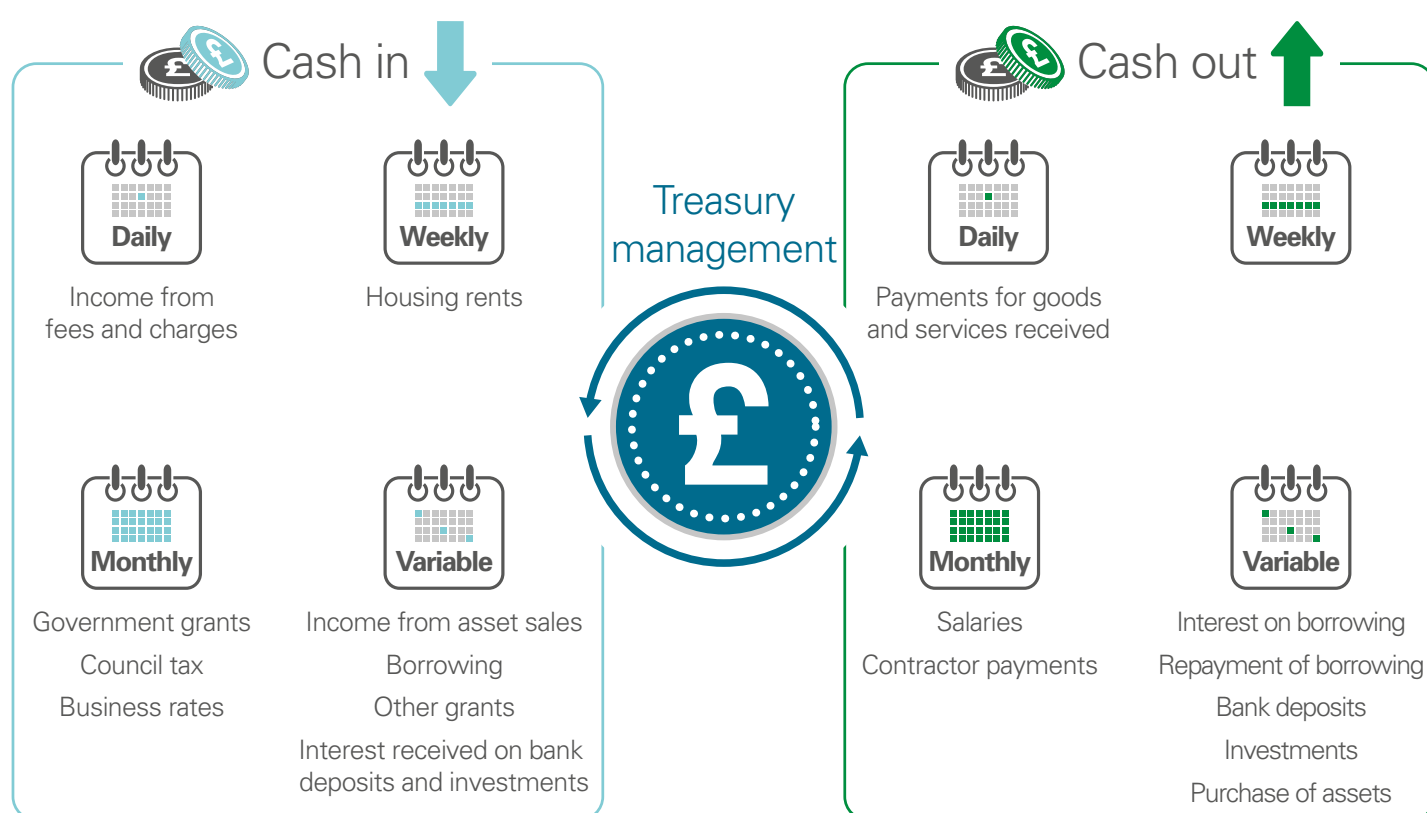 Cash in
Daily
Income from
fees and charges
Weekly
Housing rents
Monthly
Government grants
Council tax
Business rates
Variable
Income from asset sales
Borrowing
Other grants
Interest received on bank
deposits and investments
Treasury
management
£
Cash out
Daily
Payments for goods
and services received
Weekly
Monthly
Salaries
Contractor payments
Variable
Interest on borrowing
Repayment of borrowing
Bank deposits
Investments
Purchase of assets